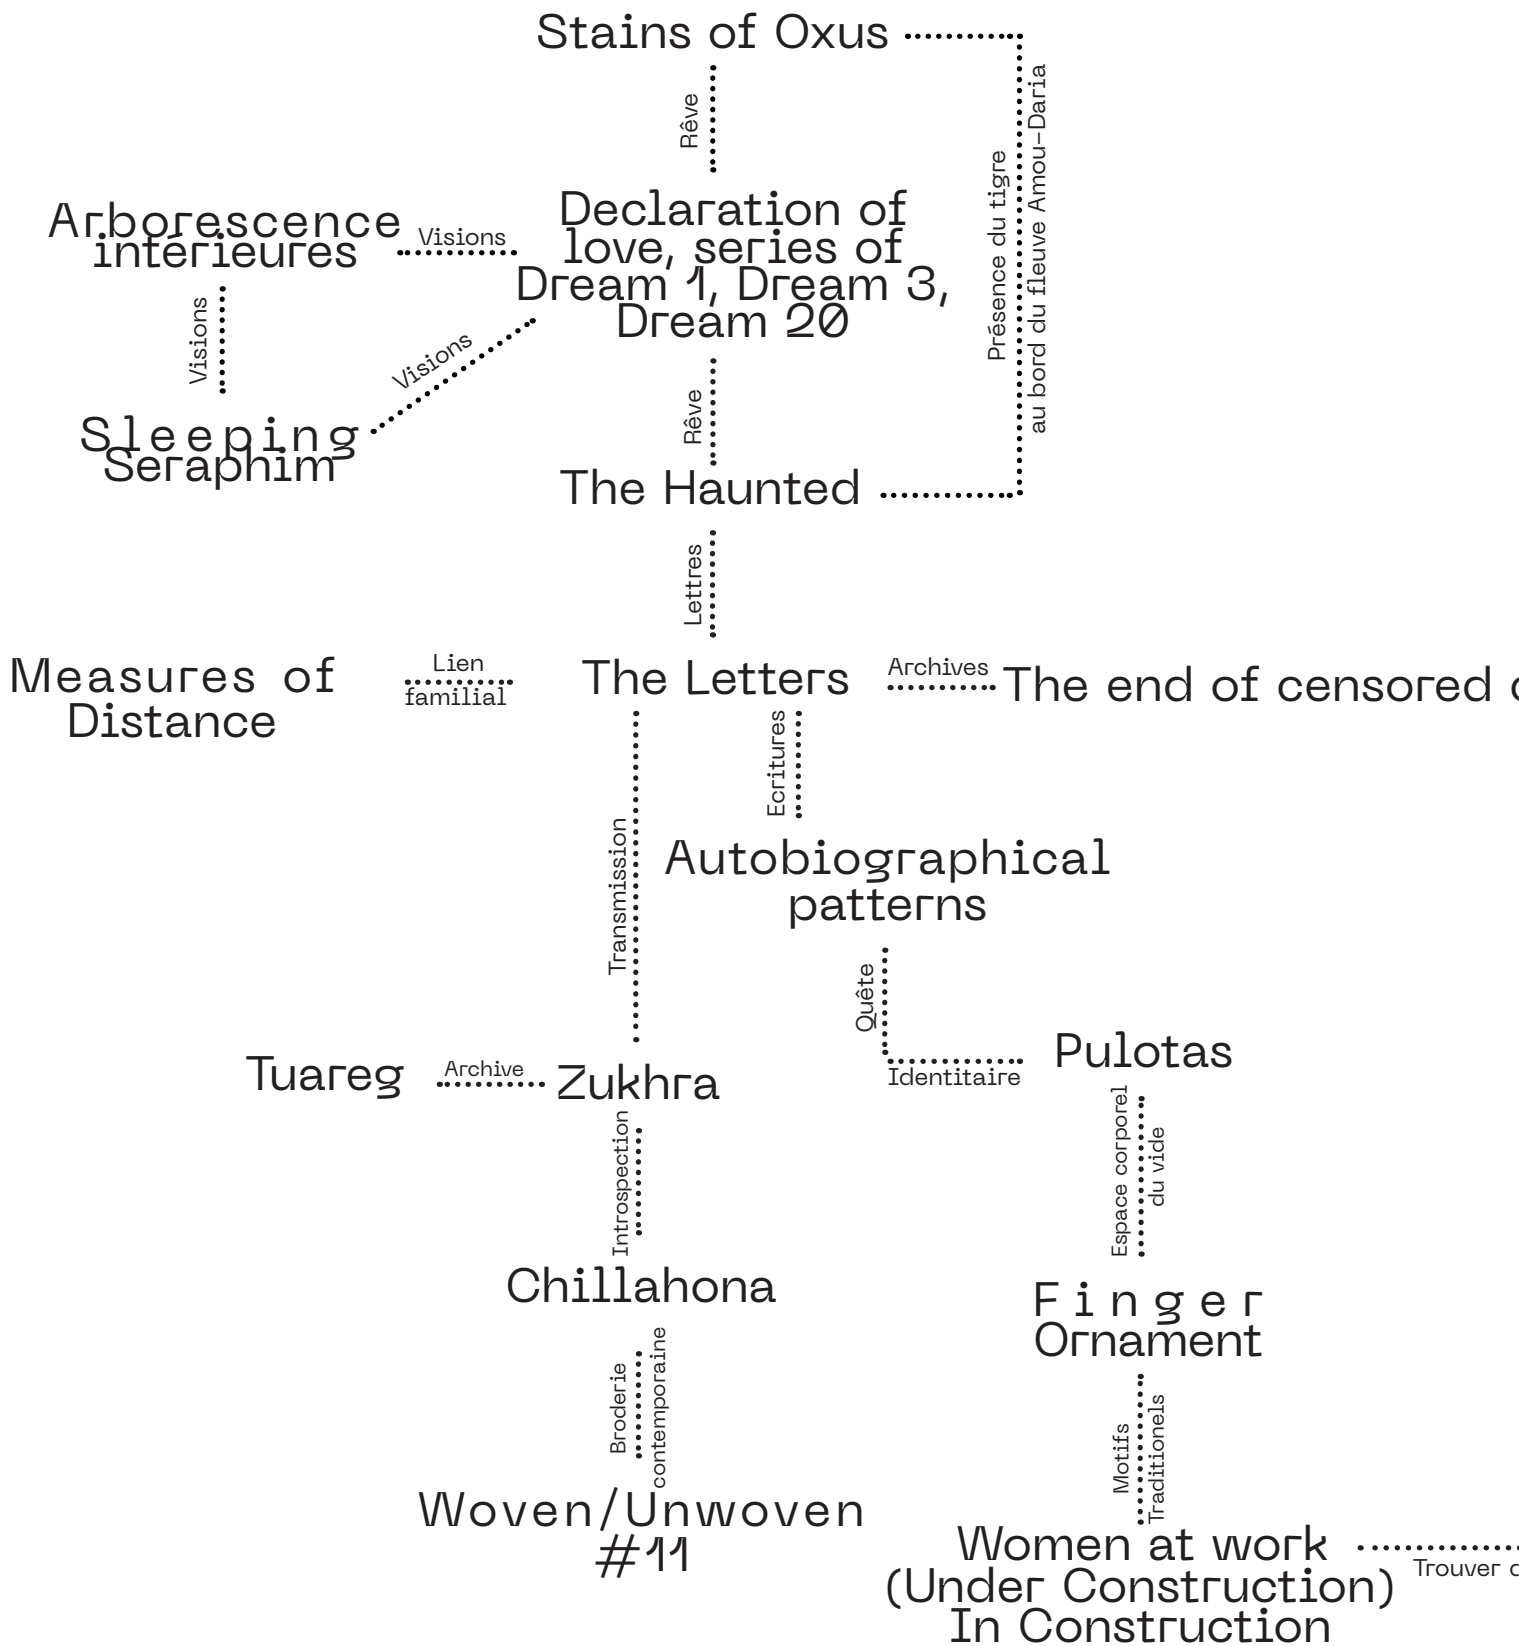 Stains of Oxus
Rêve
Présence du tigre
au bord du fleuve Amou-Daria
Arborescence
intérieures
Visions
Declaration of
love, series of
Dream 1, Dream 3,
Dream 20
Visions
Visions
Rêve
Sleeping
Seraphim
The Haunted
Lettres
Measures of
Distance
Lien
familial
The Letters
Archives
The end of censored
Ecritures
Transmission
Autobiographical
patterns
Quête
Identitaire
Pulotas
Tuareg
Archive
Zukhra
Introspection
Espace corporel
du vide
Chillahona
Finger
Ornament
Broderie
contemporaine
Motifs
Traditionels
Woven/Unwoven
#11
Women at work
(Under Construction)
In Construction
Trouver